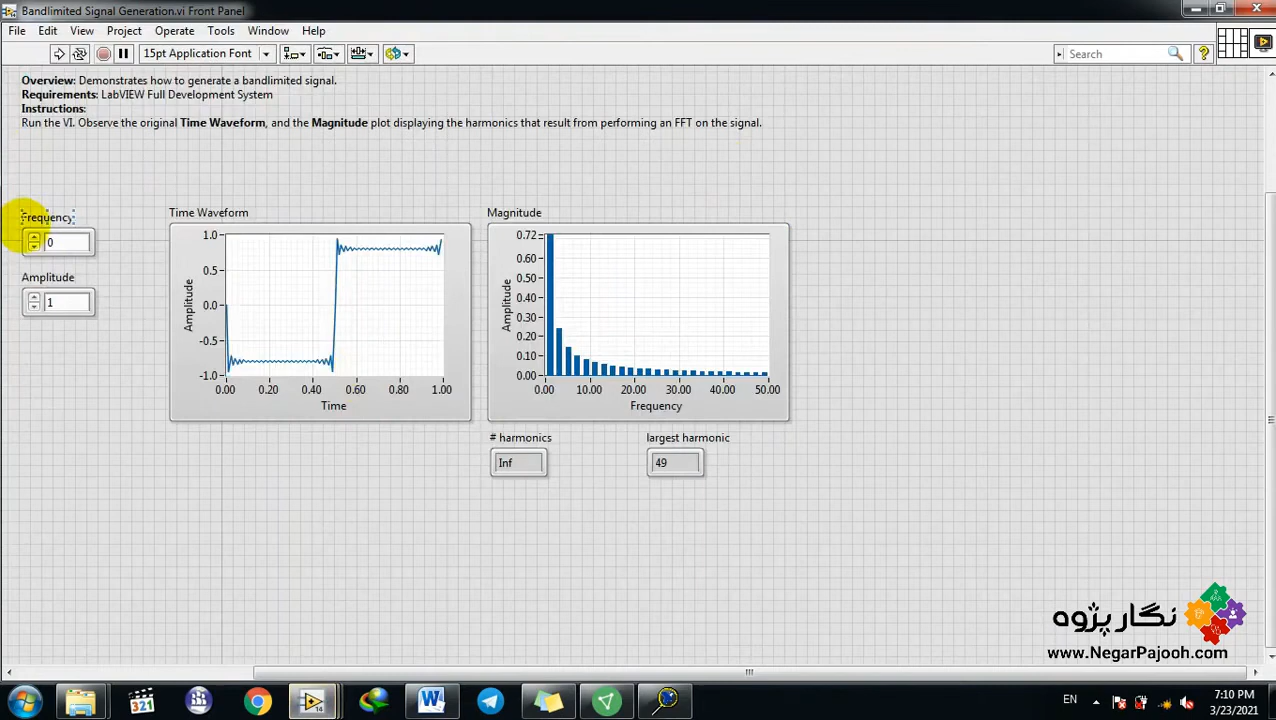 Bandlimited Signal Generation.vi Front Panel
File Edit View Project Operate Tools Window Help
15pt Application Font
Search
Overview: Demonstrates how to generate a bandlimited signal.
Requirements: LabVIEW Full Development System
Instructions:
Run the VI. Observe the original Time Waveform, and the Magnitude plot displaying the harmonics that result from performing an FFT on the signal.
Frequency
0
Amplitude
1
Time Waveform
1.0
0.5
0.0
-0.5
-1.0
Amplitude
0.00 0.20 0.40 0.60 0.80 1.00
Time
Magnitude
0.72
0.60
0.50
0.40
0.30
0.20
0.10
0.00
Amplitude
0.00 10.00 20.00 30.00 40.00 50.00
Frequency
# harmonics
Inf
largest harmonic
49
نگار پژوه
www.NegarPajooh.com
321
16
W
EN
7:10 PM
3/23/2021